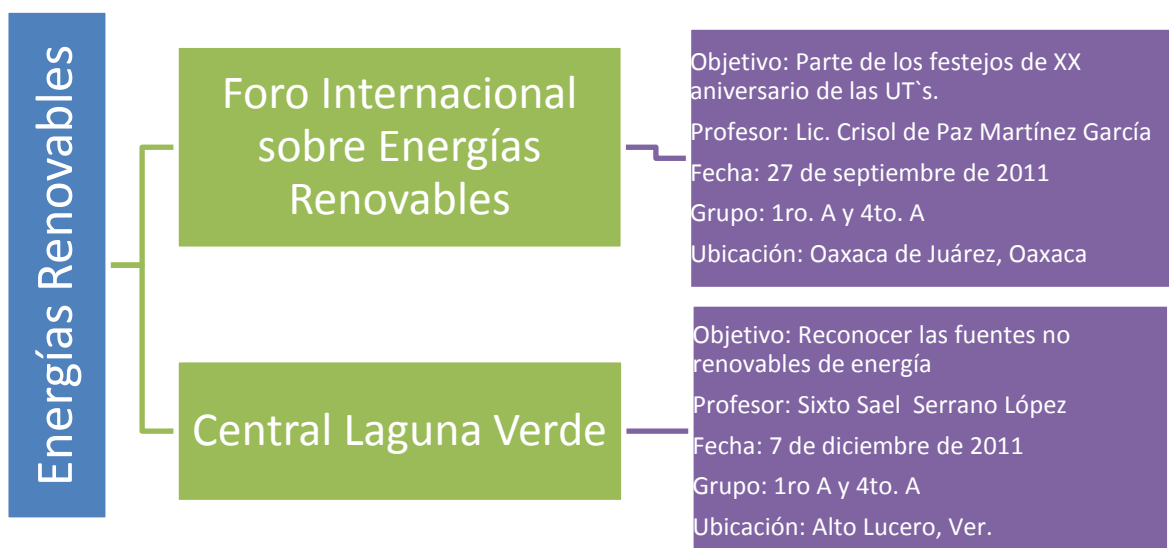 Energías Renovables
Foro Internacional
sobre Energías
Renovables
Objetivo: Parte de los festejos de XX
aniversario de las UT`s.
Profesor: Lic. Crisol de Paz Martínez García
Fecha: 27 de septiembre de 2011
Grupo: 1ro. A y 4to. A
Ubicación: Oaxaca de Juárez, Oaxaca
Central Laguna Verde
Objetivo: Reconocer las fuentes no
renovables de energía
Profesor: Sixto Sael  Serrano López
Fecha: 7 de diciembre de 2011
Grupo: 1ro A y 4to. A
Ubicación: Alto Lucero, Ver.